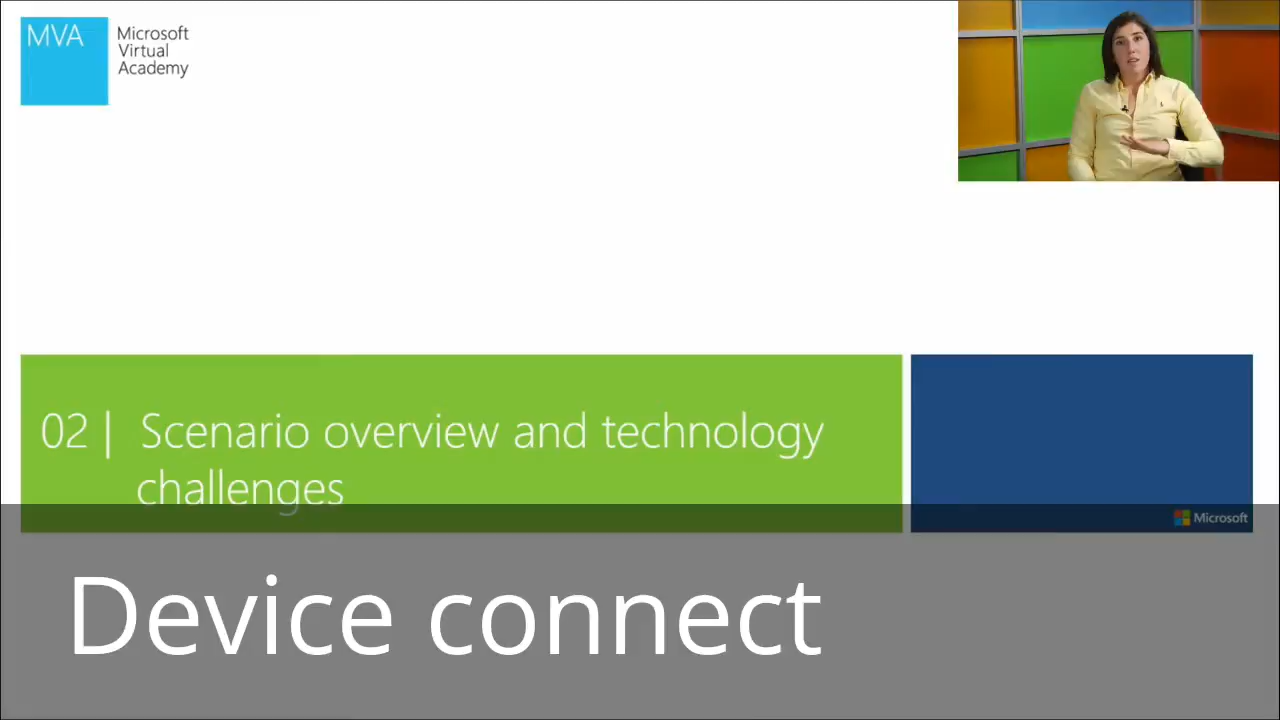 MVA
Microsoft
Virtual
Academy
02 | Scenario overview and technology
challenges
Microsoft
Device connect